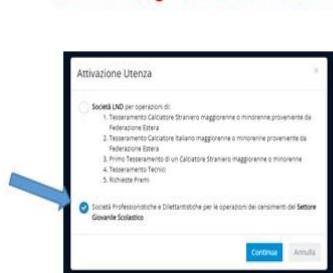 Attivazione Utenza
×
Società LND per operazioni di:
1. Tesseramento Calciatore Straniero maggiorenne o minorenne proveniente da
Federazione Estera
2. Tesseramento Calciatore Italiano maggiorenne o minorenne proveniente da
Federazione Estera
3. Primo Tesseramento di un Calciatore Straniero maggiorenne o minorenne
4. Tesseramento Tecnici
5. Richieste Premi
Società Professionistiche e Dilettantistiche per le operazioni dei censimenti del Settore
Giovanile Scolastico
Continua
Annulla